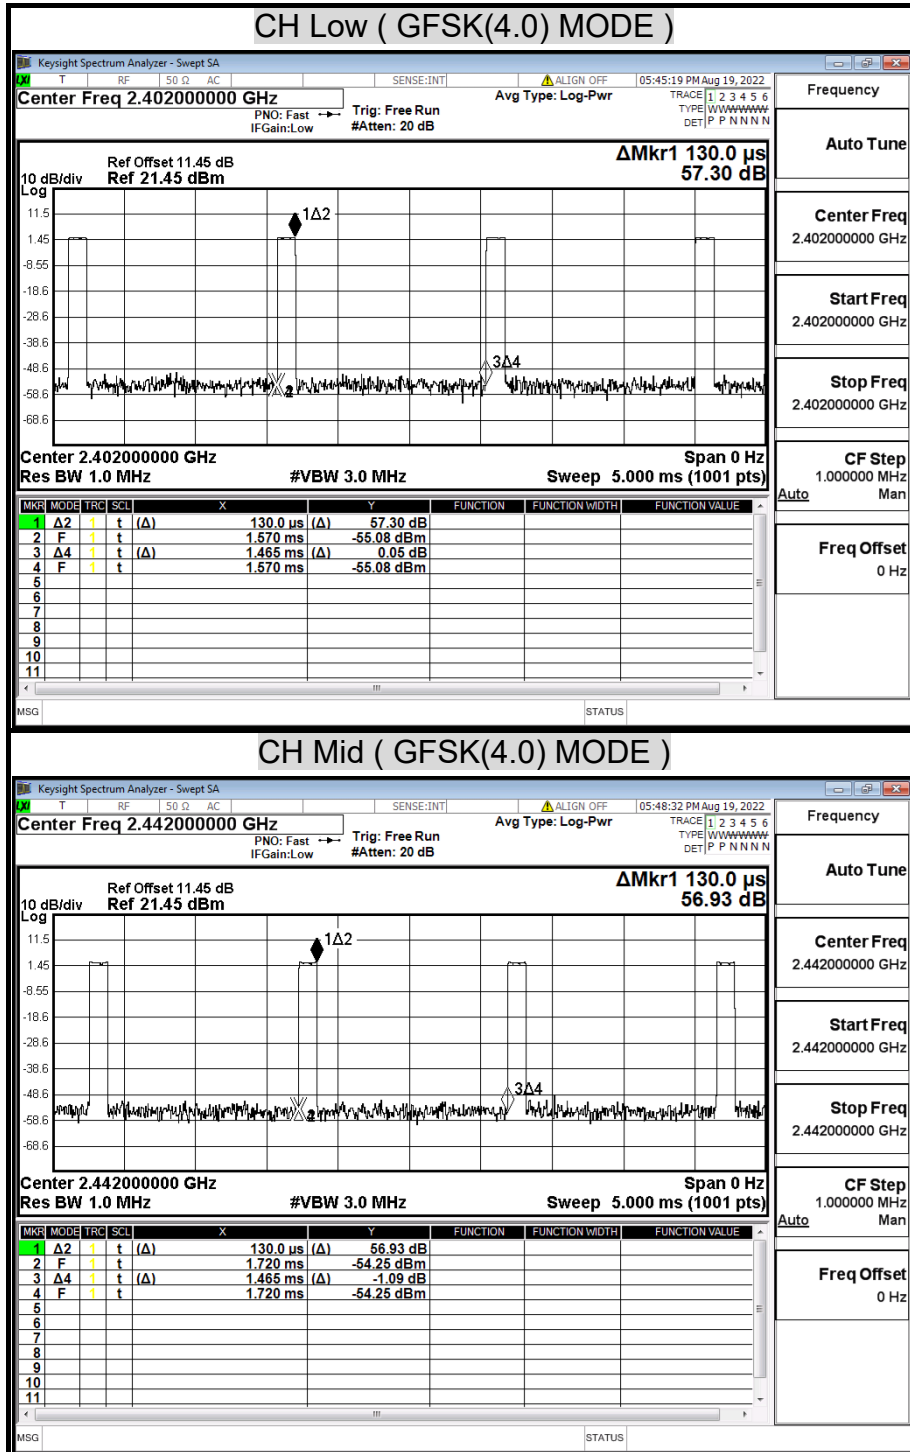 CH Low ( GFSK(4.0) MODE )
Keysight Spectrum Analyzer - Swept SA
LXI T RF 50 Ω AC SENSE:INT ALIGN OFF 05:45:19 PM Aug 19, 2022
Center Freq 2.402000000 GHz
PNO: Fast
IFGain:Low
Trig: Free Run
#Atten: 20 dB
Avg Type: Log-Pwr
TRACE 1 2 3 4 5 6
TYPE WWWWWW
DET P P N N N N
ΔMkr1 130.0 µs
57.30 dB
Ref Offset 11.45 dB
10 dB/div Ref 21.45 dBm
Log
11.5
1.45
-8.55
-18.6
-28.6
-38.6
-48.6
-58.6
-68.6
1Δ2
3Δ4
Center 2.402000000 GHz Span 0 Hz
Res BW 1.0 MHz #VBW 3.0 MHz Sweep 5.000 ms (1001 pts)
MKR MODE TRC SCL X Y FUNCTION FUNCTION WIDTH FUNCTION VALUE
1 Δ2 1 t (Δ) 130.0 µs (Δ) 57.30 dB
2 F 1 t 1.570 ms -55.08 dBm
3 Δ4 1 t (Δ) 1.465 ms (Δ) 0.05 dB
4 F 1 t 1.570 ms -55.08 dBm
5
6
7
8
9
10
11
MSG STATUS
Frequency
Auto Tune
Center Freq
2.402000000 GHz
Start Freq
2.402000000 GHz
Stop Freq
2.402000000 GHz
CF Step
1.000000 MHz
Auto Man
Freq Offset
0 Hz
CH Mid ( GFSK(4.0) MODE )
Keysight Spectrum Analyzer - Swept SA
LXI T RF 50 Ω AC SENSE:INT ALIGN OFF 05:48:32 PM Aug 19, 2022
Center Freq 2.442000000 GHz
PNO: Fast
IFGain:Low
Trig: Free Run
#Atten: 20 dB
Avg Type: Log-Pwr
TRACE 1 2 3 4 5 6
TYPE WWWWWW
DET P P N N N N
ΔMkr1 130.0 µs
56.93 dB
Ref Offset 11.45 dB
10 dB/div Ref 21.45 dBm
Log
11.5
1.45
-8.55
-18.6
-28.6
-38.6
-48.6
-58.6
-68.6
1Δ2
3Δ4
Center 2.442000000 GHz Span 0 Hz
Res BW 1.0 MHz #VBW 3.0 MHz Sweep 5.000 ms (1001 pts)
MKR MODE TRC SCL X Y FUNCTION FUNCTION WIDTH FUNCTION VALUE
1 Δ2 1 t (Δ) 130.0 µs (Δ) 56.93 dB
2 F 1 t 1.720 ms -54.25 dBm
3 Δ4 1 t (Δ) 1.465 ms (Δ) -1.09 dB
4 F 1 t 1.720 ms -54.25 dBm
5
6
7
8
9
10
11
MSG STATUS
Frequency
Auto Tune
Center Freq
2.442000000 GHz
Start Freq
2.442000000 GHz
Stop Freq
2.442000000 GHz
CF Step
1.000000 MHz
Auto Man
Freq Offset
0 Hz